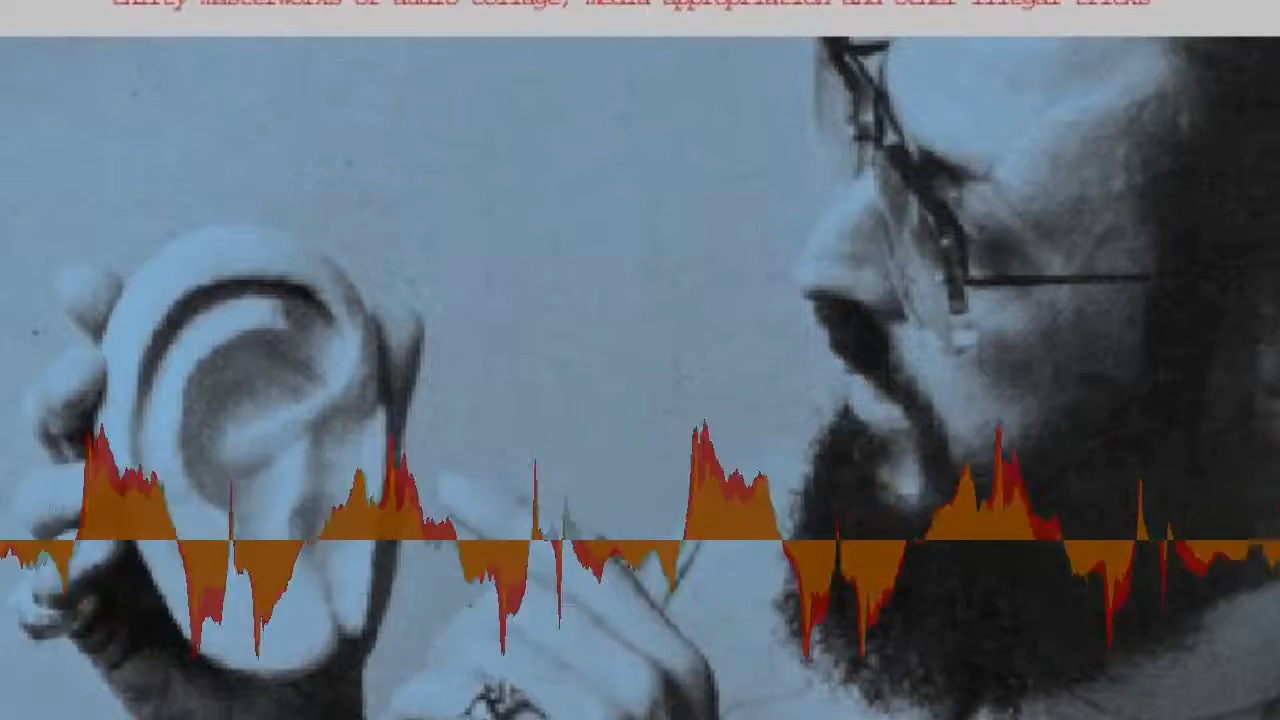 thirty masterworks of audio collage, media appropriation and other illegal tricks